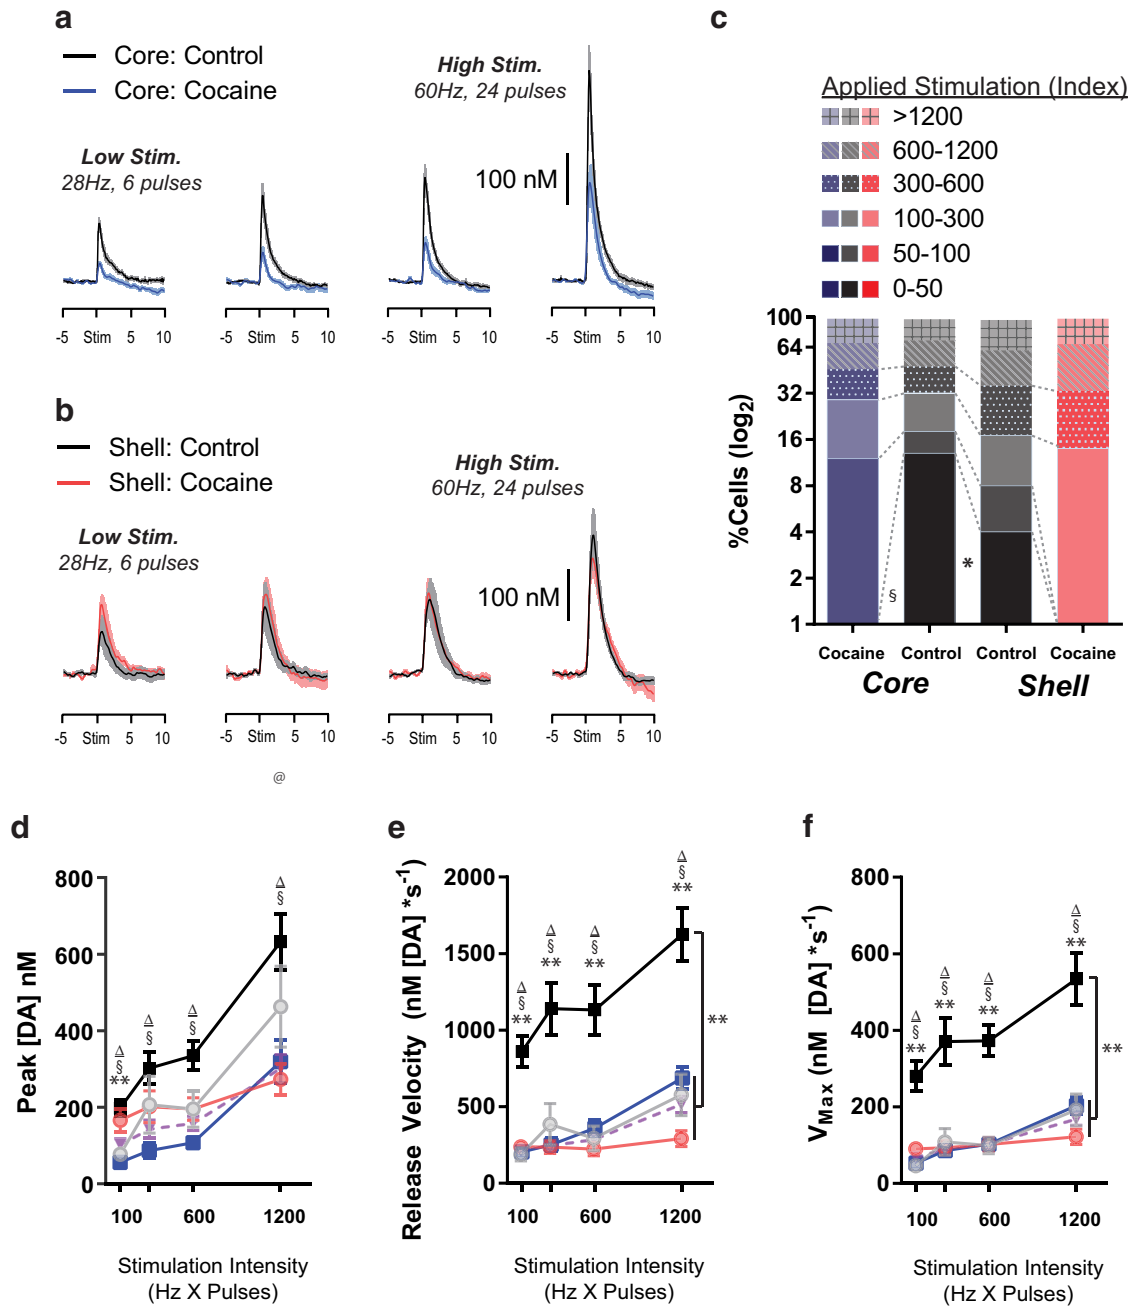 a
Core: Control
Core: Cocaine
Low Stim.
28Hz, 6 pulses
High Stim.
60Hz, 24 pulses
100 nM
-5 Stim 5 10
-5 Stim 5 10
-5 Stim 5 10
-5 Stim 5 10
b
Shell: Control
Shell: Cocaine
Low Stim.
28Hz, 6 pulses
High Stim.
60Hz, 24 pulses
100 nM
-5 Stim 5 10
-5 Stim 5 10
-5 Stim 5 10
-5 Stim 5 10
@
c
Applied Stimulation (Index)
>1200
600-1200
300-600
100-300
50-100
0-50
%Cells (log2)
100
64
32
16
8
4
2
1
§
*
Cocaine Control Control Cocaine
Core Shell
d
Peak [DA] nM
800
600
400
200
0
Δ
§
**
Δ
§
Δ
§
Δ
§
100 600 1200
Stimulation Intensity
(Hz X Pulses)
e
Release Velocity (nM [DA] *s-1)
2000
1500
1000
500
0
Δ
§
**
Δ
§
**
Δ
§
**
Δ
§
**
**
100 600 1200
Stimulation Intensity
(Hz X Pulses)
f
VMax (nM [DA] *s-1)
800
600
400
200
0
Δ
§
**
Δ
§
**
Δ
§
**
Δ
§
**
**
100 600 1200
Stimulation Intensity
(Hz X Pulses)